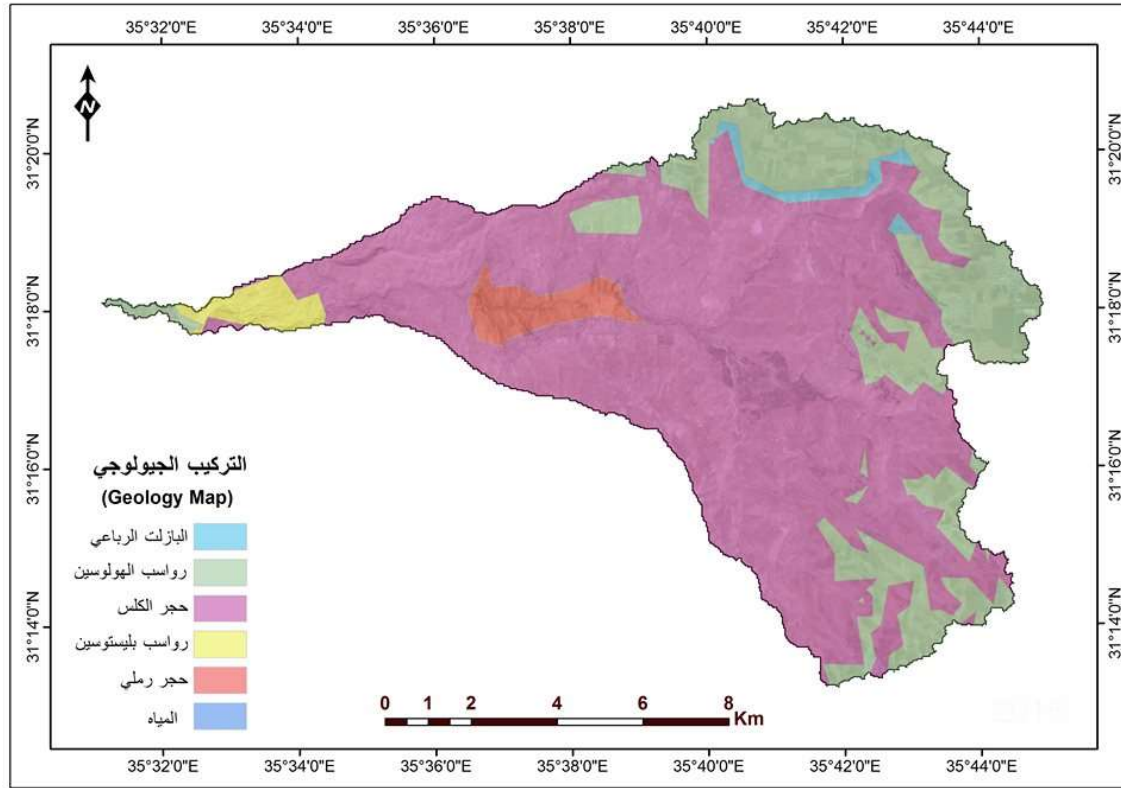 35°32'0"E 35°34'0"E 35°36'0"E 35°38'0"E 35°40'0"E 35°42'0"E 35°44'0"E
N
31°20'0"N 31°20'0"N
31°18'0"N 31°18'0"N
31°16'0"N 31°16'0"N
31°14'0"N 31°14'0"N
التركيب الجيولوجي
(Geology Map)
البازلت الرباعي
رواسب الهولوسين
حجر الكلس
رواسب بليستوسين
حجر رملي
المياه
0 1 2 4 6 8
Km
35°32'0"E 35°34'0"E 35°36'0"E 35°38'0"E 35°40'0"E 35°42'0"E 35°44'0"E